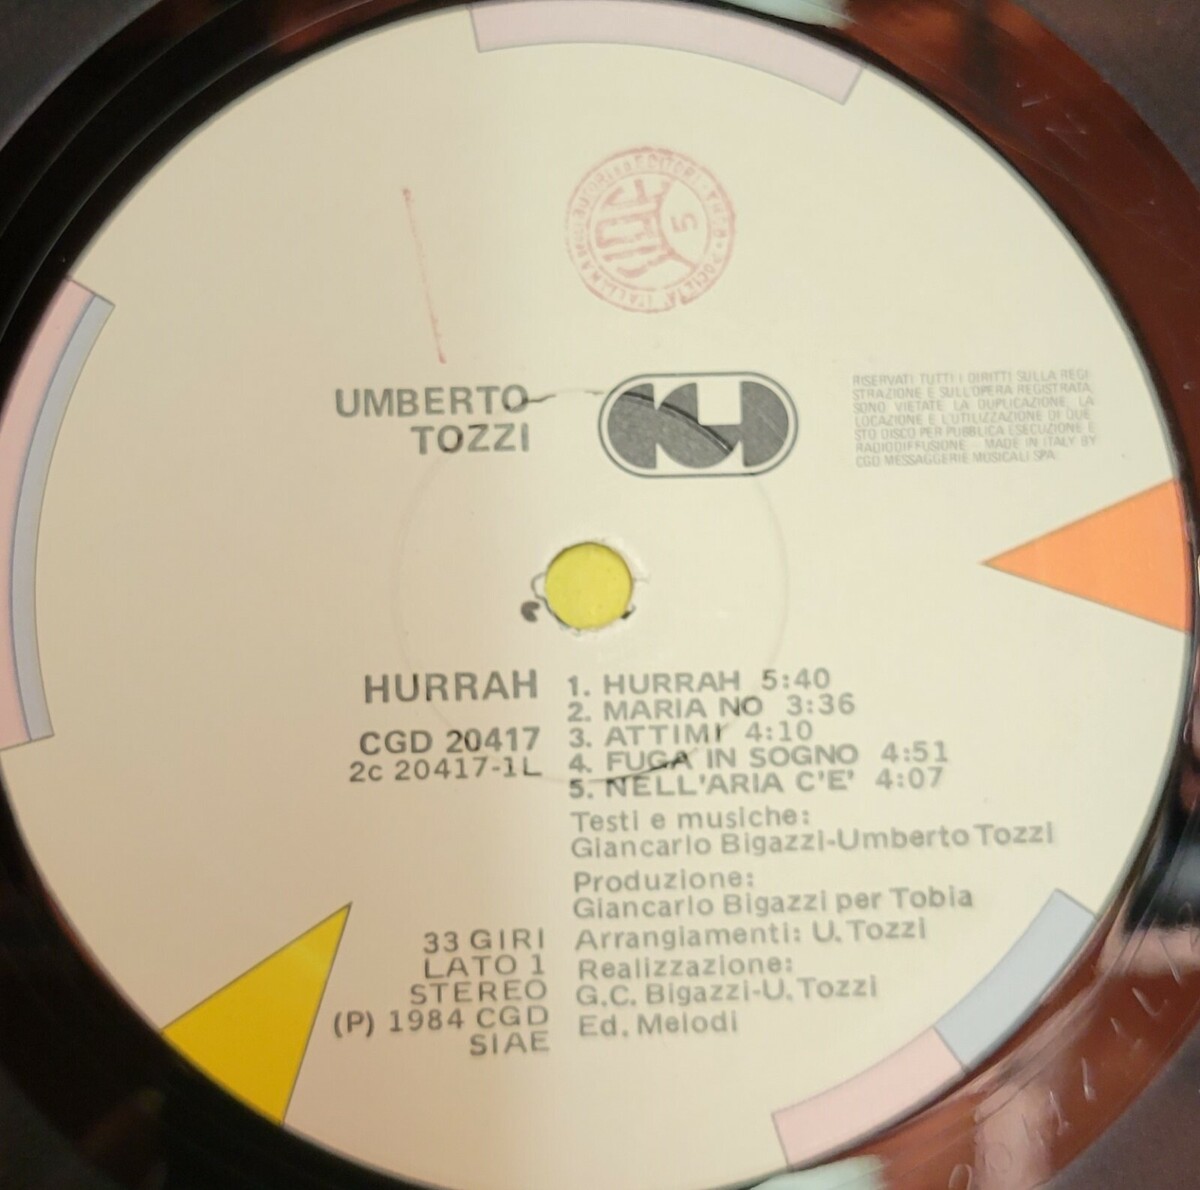 SOCIETA' ITALIANA
5
UMBERTO
TOZZI
RISERVATI TUTTI I DIRITTI SULLA REGI-
STRAZIONE E SULL'OPERA REGISTRATA,
SONO VIETATE LA DUPLICAZIONE, LA
LOCAZIONE E L'UTILIZZAZIONE DI QUE-
STO DISCO PER PUBBLICA ESECUZIONE E
RADIODIFFUSIONE MADE IN ITALY BY
CGD MESSAGGERIE MUSICALI SPA.
HURRAH
CGD 20417
2c 20417-1L
1. HURRAH 5:40
2. MARIA NO 3:36
3. ATTIMI 4:10
4. FUGA IN SOGNO 4:51
5. NELL'ARIA C'E' 4:07
Testi e musiche:
Giancarlo Bigazzi-Umberto Tozzi
Produzione:
Giancarlo Bigazzi per Tobia
Arrangiamenti: U. Tozzi
Realizzazione:
G.C. Bigazzi-U. Tozzi
Ed. Melodi
33 GIRI
LATO 1
STEREO
(P) 1984 CGD
SIAE